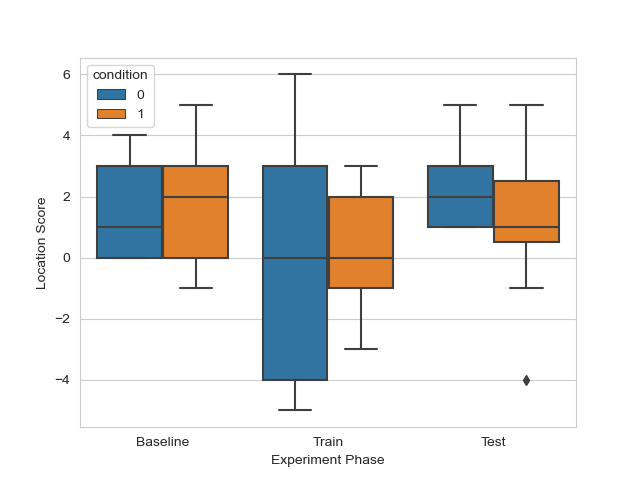 condition
0
1
6
4
2
0
−2
−4
Location Score
Baseline
Train
Test
Experiment Phase